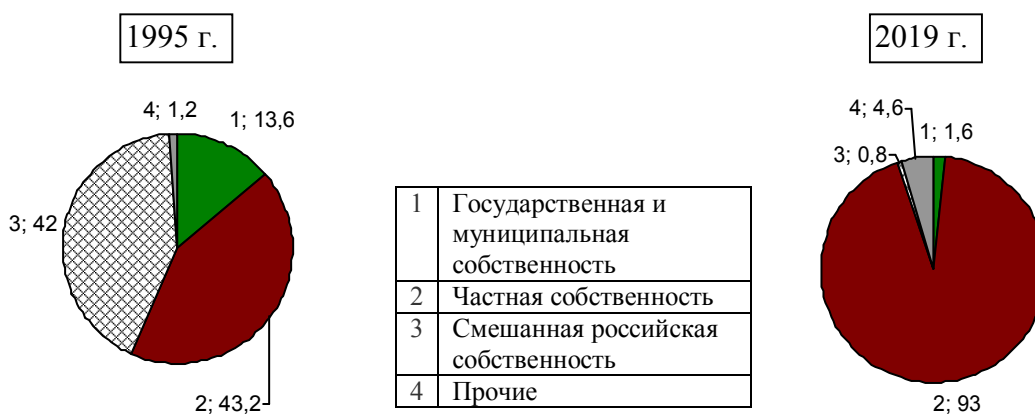 1995 г.
2019 г.
4; 1,2
1; 13,6
3; 42
2; 43,2
1 Государственная и
муниципальная
собственность
2 Частная собственность
3 Смешанная российская
собственность
4 Прочие
4; 4,6
1; 1,6
3; 0,8
2; 93